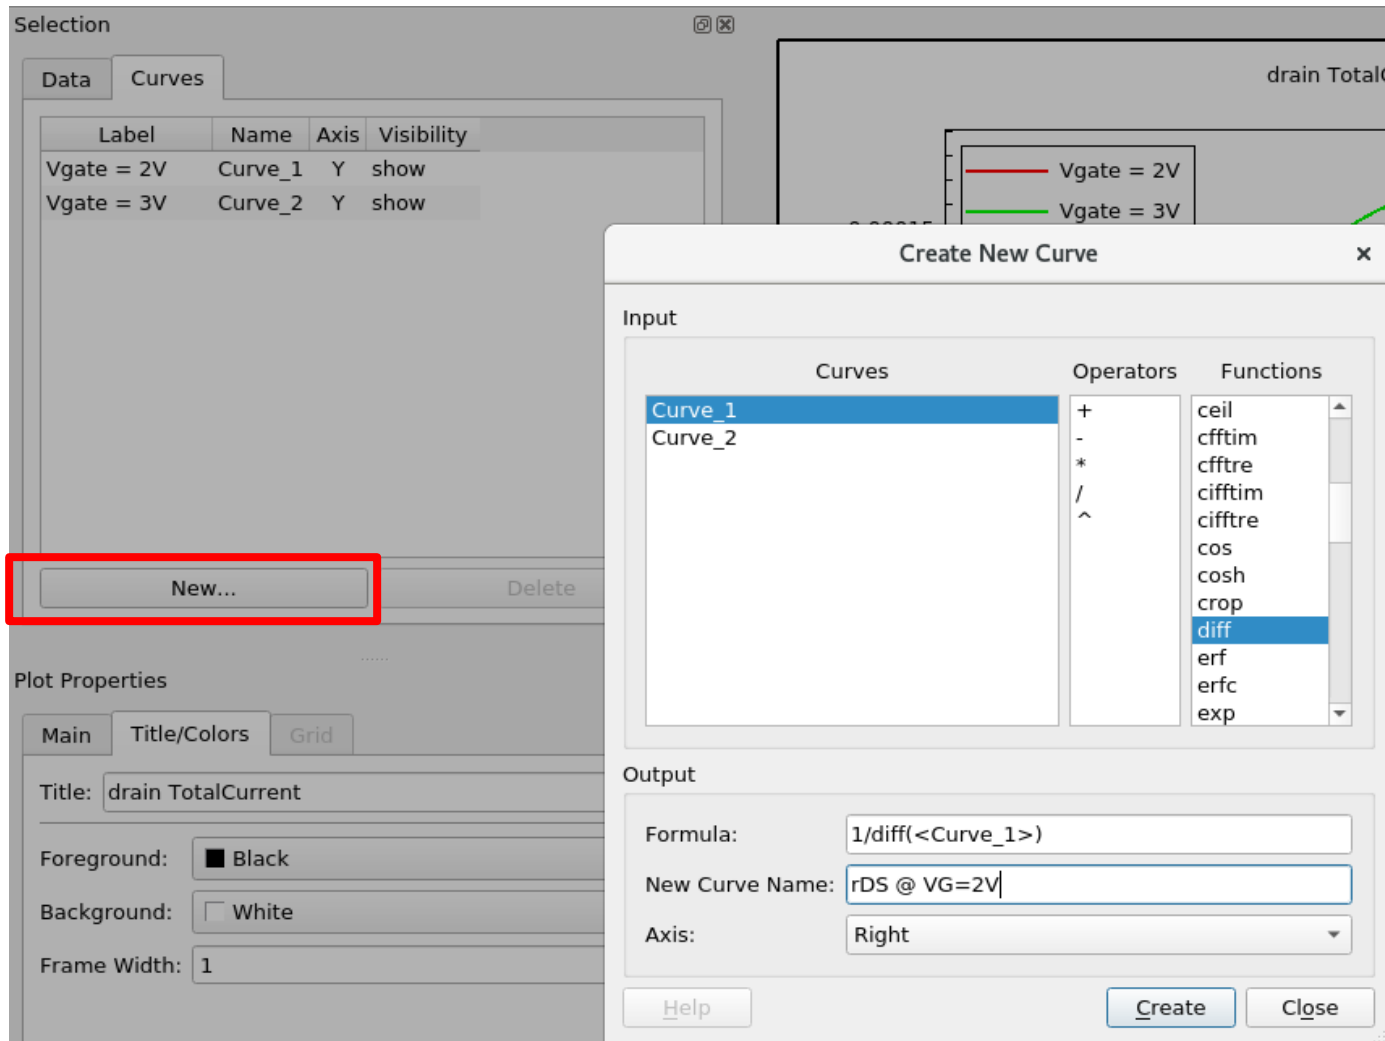 Selection
Data Curves
Label Name Axis Visibility
Vgate = 2V Curve_1 Y show
Vgate = 3V Curve_2 Y show
New... Delete
Plot Properties
Main Title/Colors Grid
Title: drain TotalCurrent
Foreground: Black
Background: White
Frame Width: 1
drain Total
Vgate = 2V
Vgate = 3V
Create New Curve
Input
Curves Operators Functions
Curve_1
Curve_2
+
-
*
/
^
ceil
cfftim
cfftre
cifftim
cifftre
cos
cosh
crop
diff
erf
erfc
exp
Output
Formula: 1/diff(<Curve_1>)
New Curve Name: rDS @ VG=2V
Axis: Right
Help Create Close